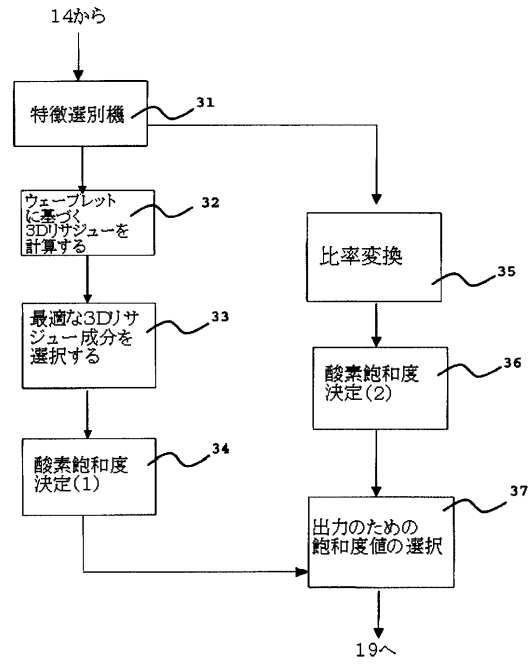 14から
特徴選別機
31
ウェーブレット
に基づく
3Dリサジューを
計算する
32
最適な3Dリサ
ジュー成分を
選択する
33
酸素飽和度
決定(1)
34
比率変換
35
酸素飽和度
決定(2)
36
出力のための
飽和度値の選択
37
19へ